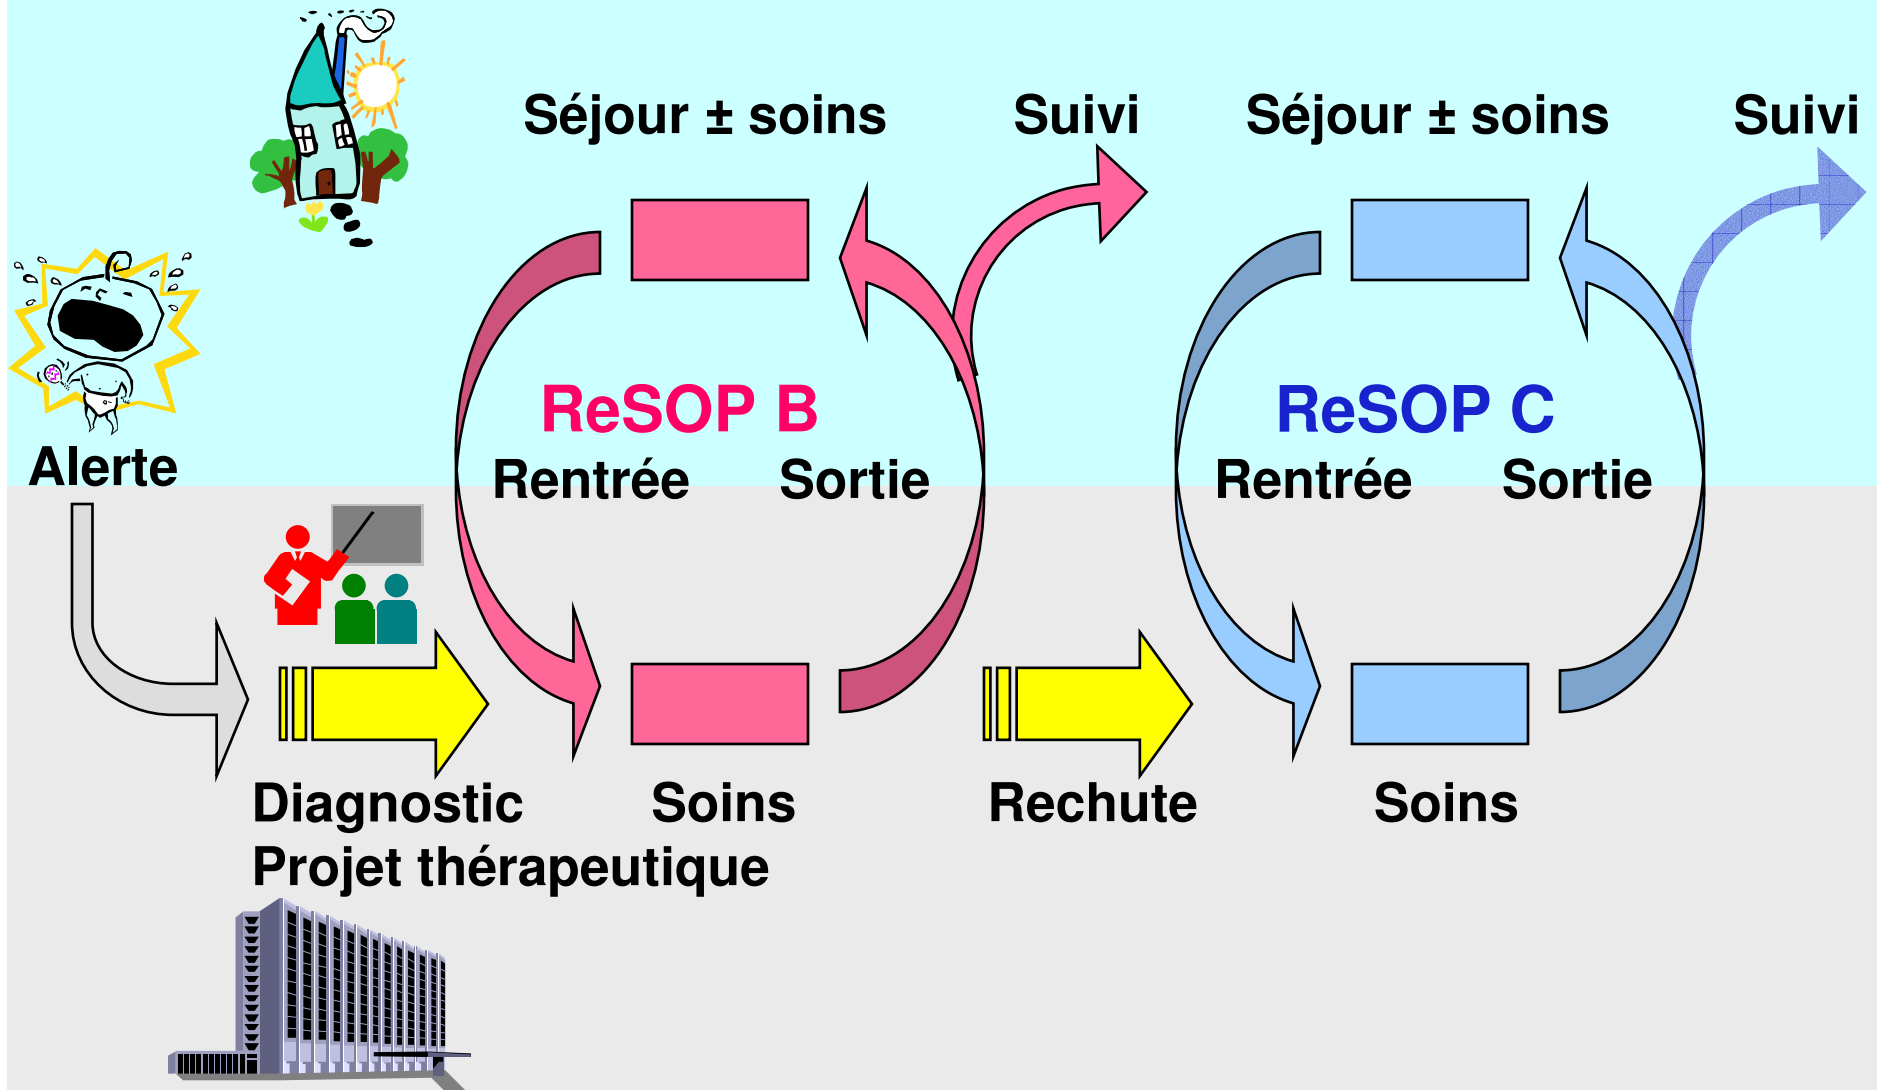 Séjour ± soins
Suivi
Séjour ± soins
Suivi
ReSOP B
ReSOP C
Alerte
Rentrée
Sortie
Rentrée
Sortie
Diagnostic
Projet thérapeutique
Soins
Rechute
Soins